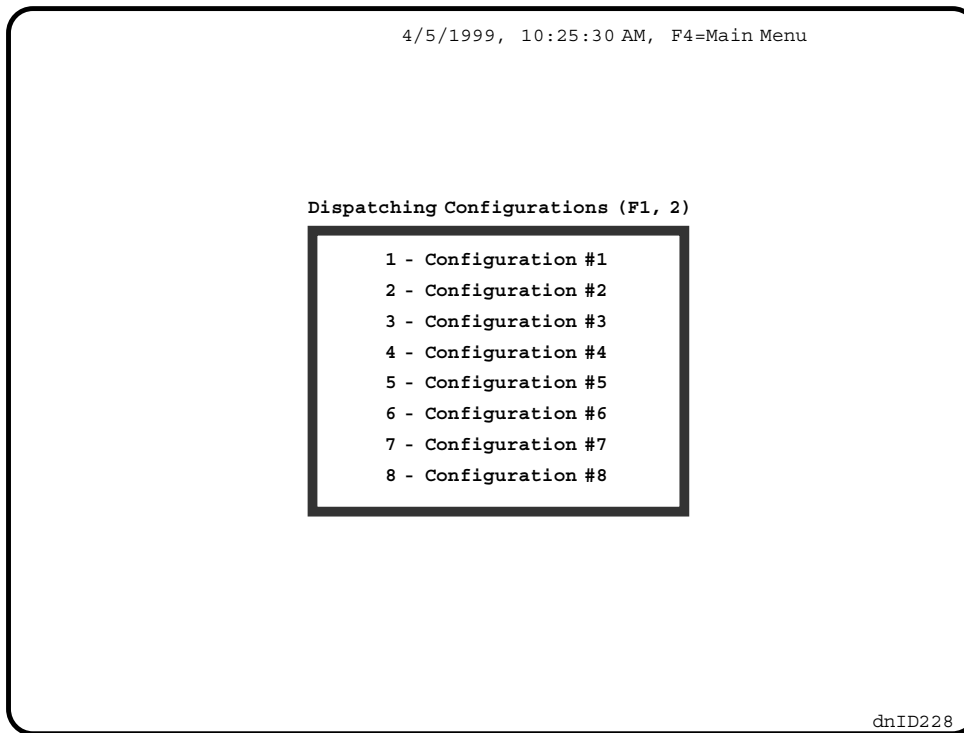 4/5/1999, 10:25:30 AM, F4=Main Menu
Dispatching Configurations (F1, 2)
1 - Configuration #1
2 - Configuration #2
3 - Configuration #3
4 - Configuration #4
5 - Configuration #5
6 - Configuration #6
7 - Configuration #7
8 - Configuration #8
dnID228